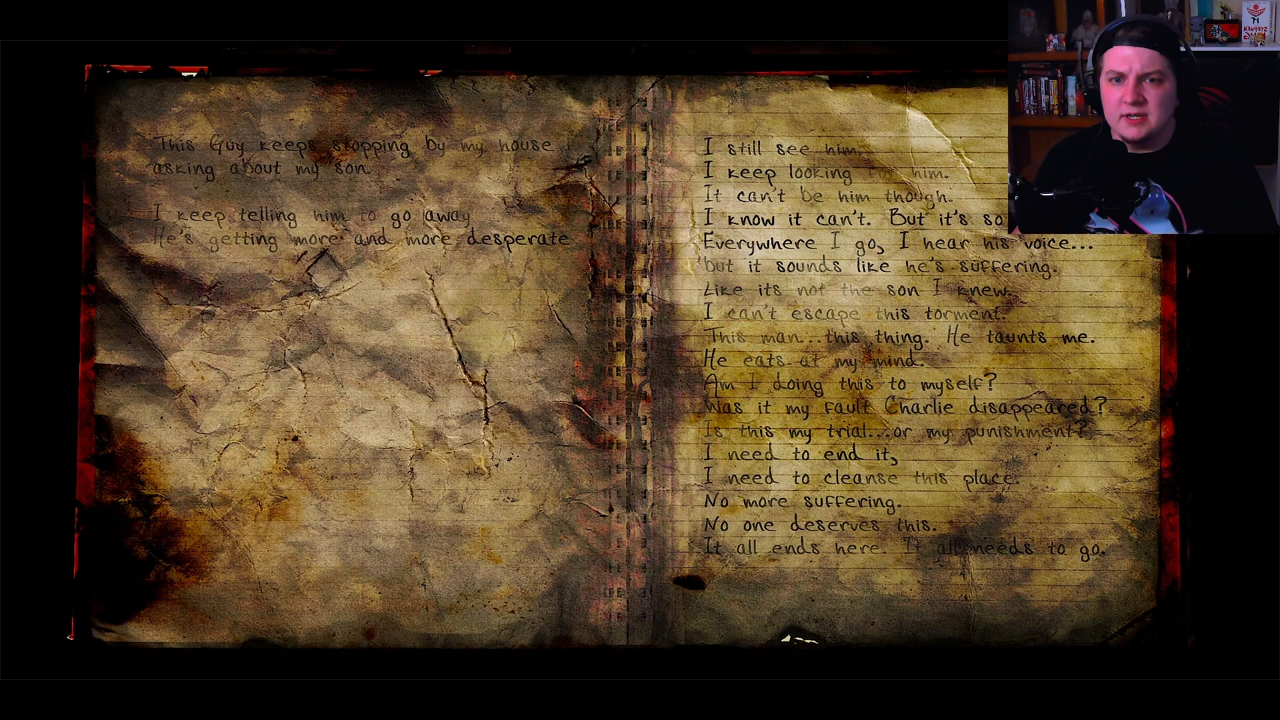 This Guy keeps stopping by my house
asking about my son.
I keep telling him to go away
He's getting more and more desperate
I still see him.
I keep looking for him.
It can't be him though.
I know it can't. But it's so
Everywhere I go, I hear his voice...
but it sounds like he's suffering.
Like its not the son I knew.
I can't escape this torment.
This man...this thing. He taunts me.
He eats at my mind.
Am I doing this to myself?
Was it my fault Charlie disappeared?
Is this my trial...or my punishment?
I need to end it,
I need to cleanse this place.
No more suffering.
No one deserves this.
It all ends here. It all needs to go.